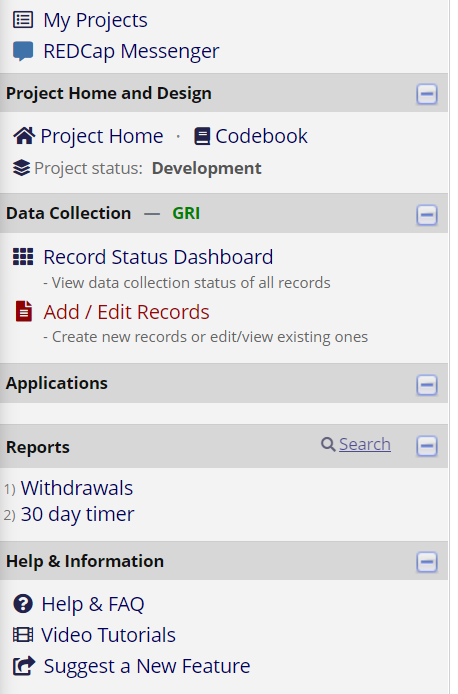 My Projects
REDCap Messenger
Project Home and Design
Project Home · Codebook
Project status: Development
Data Collection — GRI
Record Status Dashboard
- View data collection status of all records
Add / Edit Records
- Create new records or edit/view existing ones
Applications
Reports Search
1) Withdrawals
2) 30 day timer
Help & Information
Help & FAQ
Video Tutorials
Suggest a New Feature